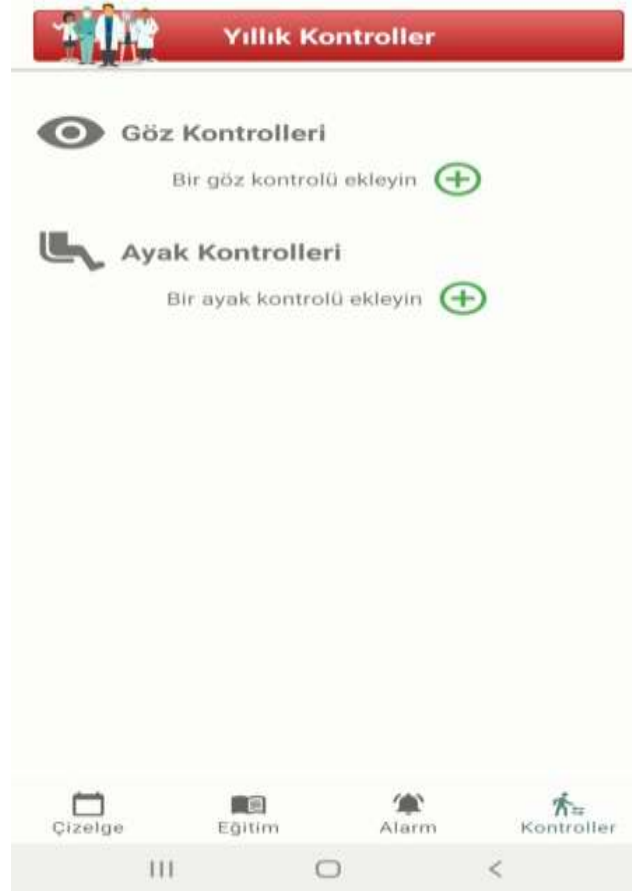 Yıllık Kontroller
Göz Kontrolleri
Bir göz kontrolü ekleyin
Ayak Kontrolleri
Bir ayak kontrolü ekleyin
Çizelge Eğitim Alarm Kontroller